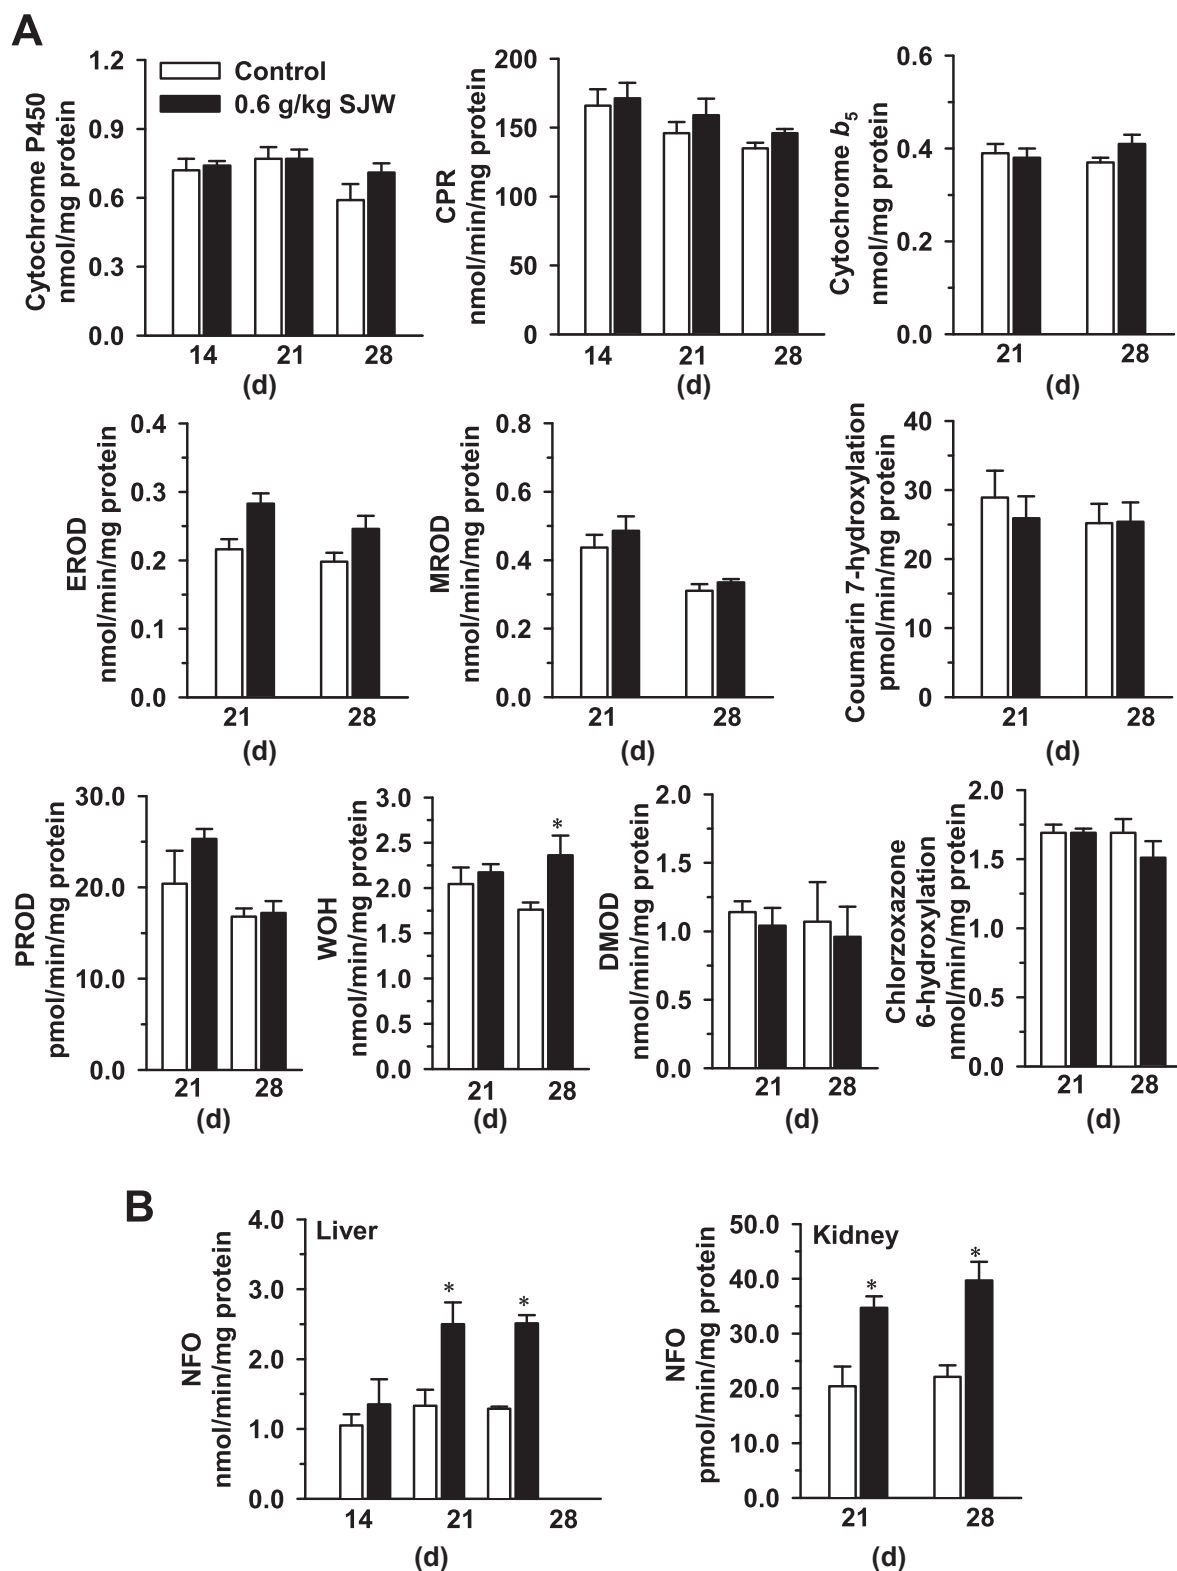 A
Control
0.6 g/kg SJW
Cytochrome P450
nmol/mg protein
1.2
0.9
0.6
0.3
0.0
14 21 28
(d)
CPR
nmol/min/mg protein
200
150
100
50
0
14 21 28
(d)
Cytochrome b5
nmol/mg protein
0.6
0.4
0.2
0.0
21 28
(d)
EROD
nmol/min/mg protein
0.4
0.3
0.2
0.1
0.0
21 28
(d)
MROD
nmol/min/mg protein
0.8
0.6
0.4
0.2
0.0
21 28
(d)
Coumarin 7-hydroxylation
pmol/min/mg protein
40
30
20
10
0
21 28
(d)
PROD
pmol/min/mg protein
30.0
20.0
10.0
0.0
21 28
(d)
WOH
nmol/min/mg protein
3.0
2.5
2.0
1.5
1.0
0.5
0.0
*
21 28
(d)
DMOD
nmol/min/mg protein
2.0
1.5
1.0
0.5
0.0
21 28
(d)
Chlorzoxazone
6-hydroxylation
nmol/min/mg protein
2.0
1.5
1.0
0.5
0.0
21 28
(d)
B
Liver
NFO
nmol/min/mg protein
4.0
3.0
2.0
1.0
0.0
* *
14 21 28
(d)
Kidney
NFO
pmol/min/mg protein
50.0
40.0
30.0
20.0
10.0
0.0
* *
21 28
(d)